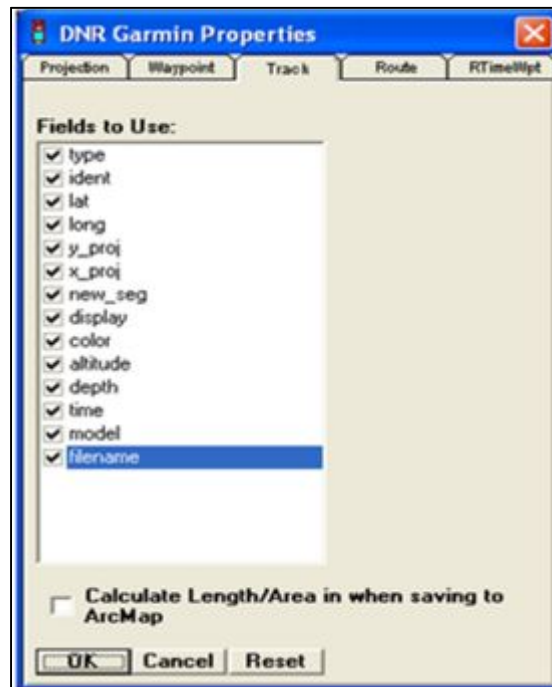 DNR Garmin Properties
Projection Waypoint Track Route RTimeWpt
Fields to Use:
type
ident
lat
long
y_proj
x_proj
new_seg
display
color
altitude
depth
time
model
filename
Calculate Length/Area in when saving to
ArcMap
OK Cancel Reset